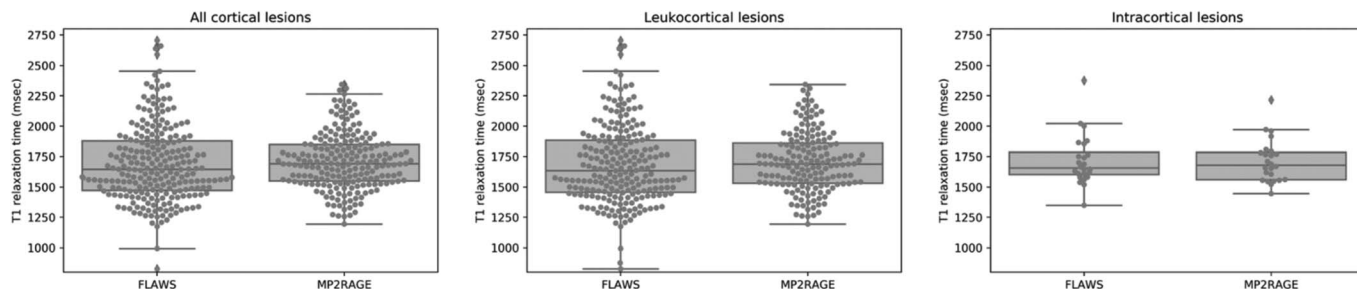 All cortical lesions
T1 relaxation time (msec)
2750
2500
2250
2000
1750
1500
1250
1000
FLAWS MP2RAGE
Leukocortical lesions
T1 relaxation time (msec)
2750
2500
2250
2000
1750
1500
1250
1000
FLAWS MP2RAGE
Intracortical lesions
T1 relaxation time (msec)
2750
2500
2250
2000
1750
1500
1250
1000
FLAWS MP2RAGE